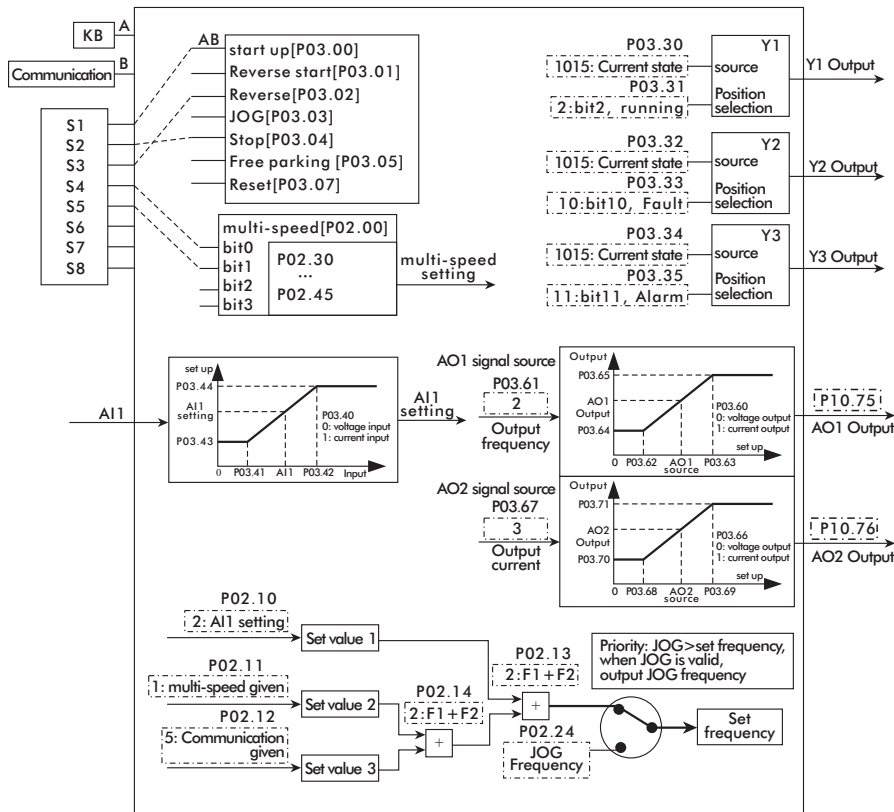 KB
A
Communication
B
S1
S2
S3
S4
S5
S6
S7
S8
AB
start up[P03.00]
Reverse start[P03.01]
Reverse[P03.02]
JOG[P03.03]
Stop[P03.04]
Free parking [P03.05]
Reset[P03.07]
multi-speed[P02.00]
bit0
bit1
bit2
bit3
P02.30
...
P02.45
multi-speed
setting
P03.30
1015: Current state
P03.31
2:bit2, running
Y1
source
Position
selection
Y1 Output
P03.32
1015: Current state
P03.33
10:bit10, Fault
Y2
source
Position
selection
Y2 Output
P03.34
1015: Current state
P03.35
11:bit11, Alarm
Y3
source
Position
selection
Y3 Output
AI1
set up
P03.44
AI1
setting
P03.43
P03.40
0: voltage input
1: current input
0
P03.41
AI1
P03.42
Input
AI1
setting
AO1 signal source
P03.61
2
Output
frequency
Output
P03.65
AO1
Output
P03.64
P03.60
0: voltage output
1: current output
set up
0
P03.62
AO1
source
P03.63
P10.75
AO1 Output
AO2 signal source
P03.67
3
Output
current
Output
P03.71
AO2
Output
P03.70
P03.66
0: voltage output
1: current output
set up
0
P03.68
AO2
source
P03.69
P10.76
AO2 Output
P02.10
2: AI1 setting
Set value 1
P02.11
1: multi-speed given
Set value 2
P02.12
5: Communication
given
Set value 3
P02.14
2:F1+F2
+
P02.13
2:F1+F2
+
Priority: JOG>set frequency,
when JOG is valid,
output JOG frequency
P02.24
JOG
Frequency
Set
frequency